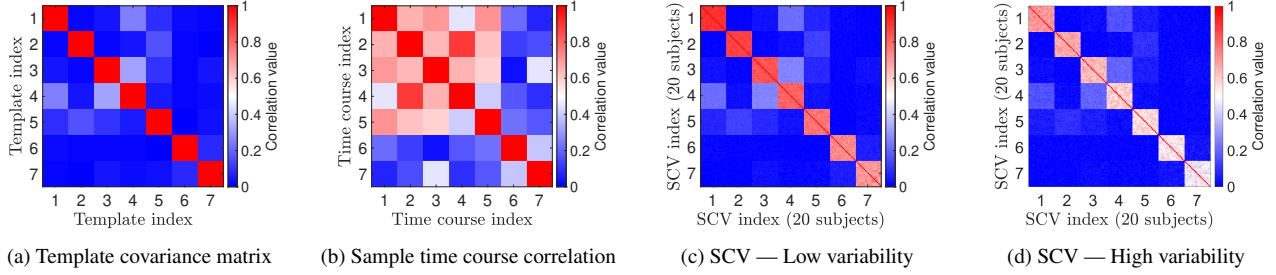 1
2
3
4
5
6
7
Template index
1 2 3 4 5 6 7
Template index
1
0.8
0.6
0.4
0.2
0
Correlation value
(a) Template covariance matrix
1
2
3
4
5
6
7
Time course index
1 2 3 4 5 6 7
Time course index
1
0.8
0.6
0.4
0.2
0
Correlation value
(b) Sample time course correlation
1
2
3
4
5
6
7
SCV index (20 subjects)
1 2 3 4 5 6 7
SCV index (20 subjects)
1
0.8
0.6
0.4
0.2
0
Correlation value
(c) SCV — Low variability
1
2
3
4
5
6
7
SCV index (20 subjects)
1 2 3 4 5 6 7
SCV index (20 subjects)
1
0.8
0.6
0.4
0.2
0
Correlation value
(d) SCV — High variability